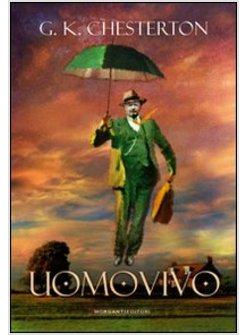 G. K. CHESTERTON
UOMOVIVO
MORGANTI EDITORI